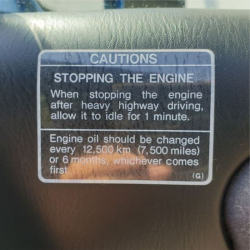 CAUTIONS
STOPPING THE ENGINE
When stopping the engine
after heavy highway driving,
allow it to idle for 1 minute.
Engine oil should be changed
every 12,500 km (7,500 miles)
or 6 months, whichever comes
first.
(G)